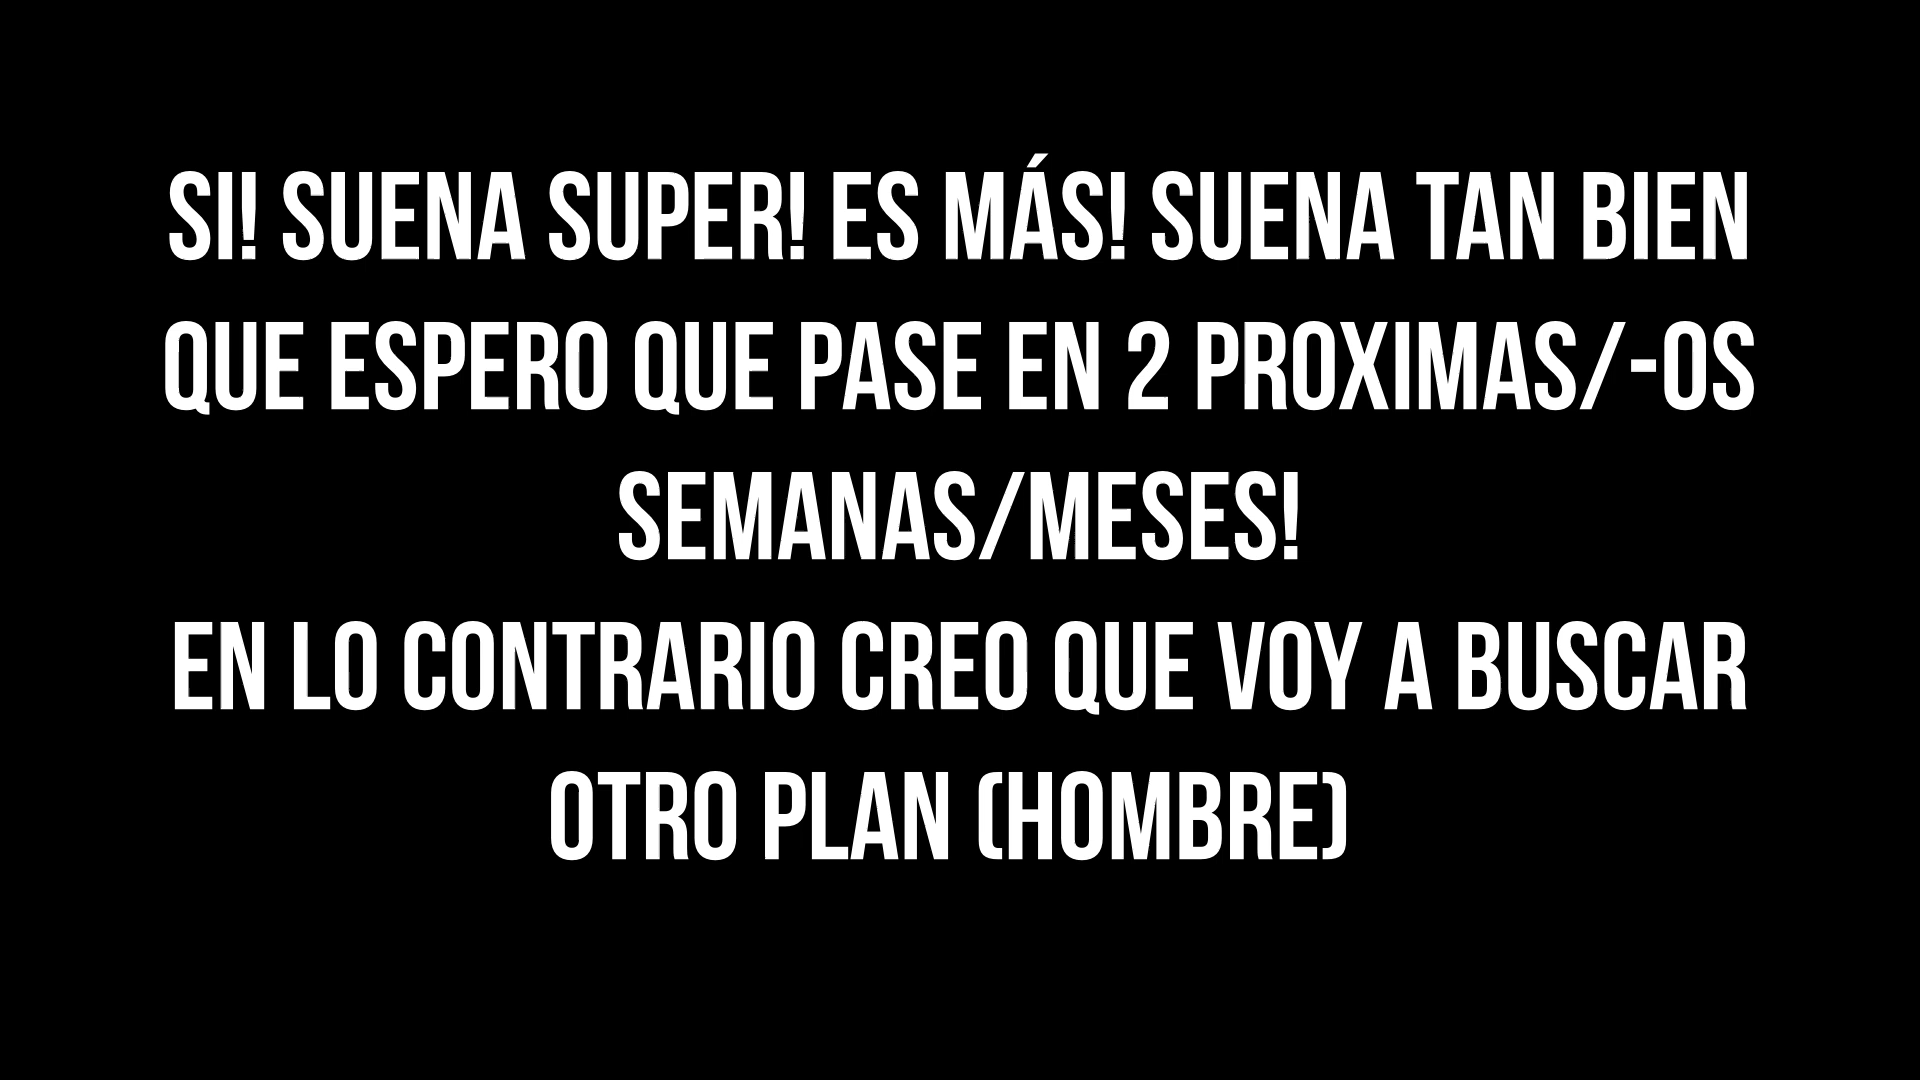 SI! SUENA SUPER! ES MÁS! SUENA TAN BIEN
QUE ESPERO QUE PASE EN 2 PROXIMAS/-OS
SEMANAS/MESES!
EN LO CONTRARIO CREO QUE VOY A BUSCAR
OTRO PLAN (HOMBRE)